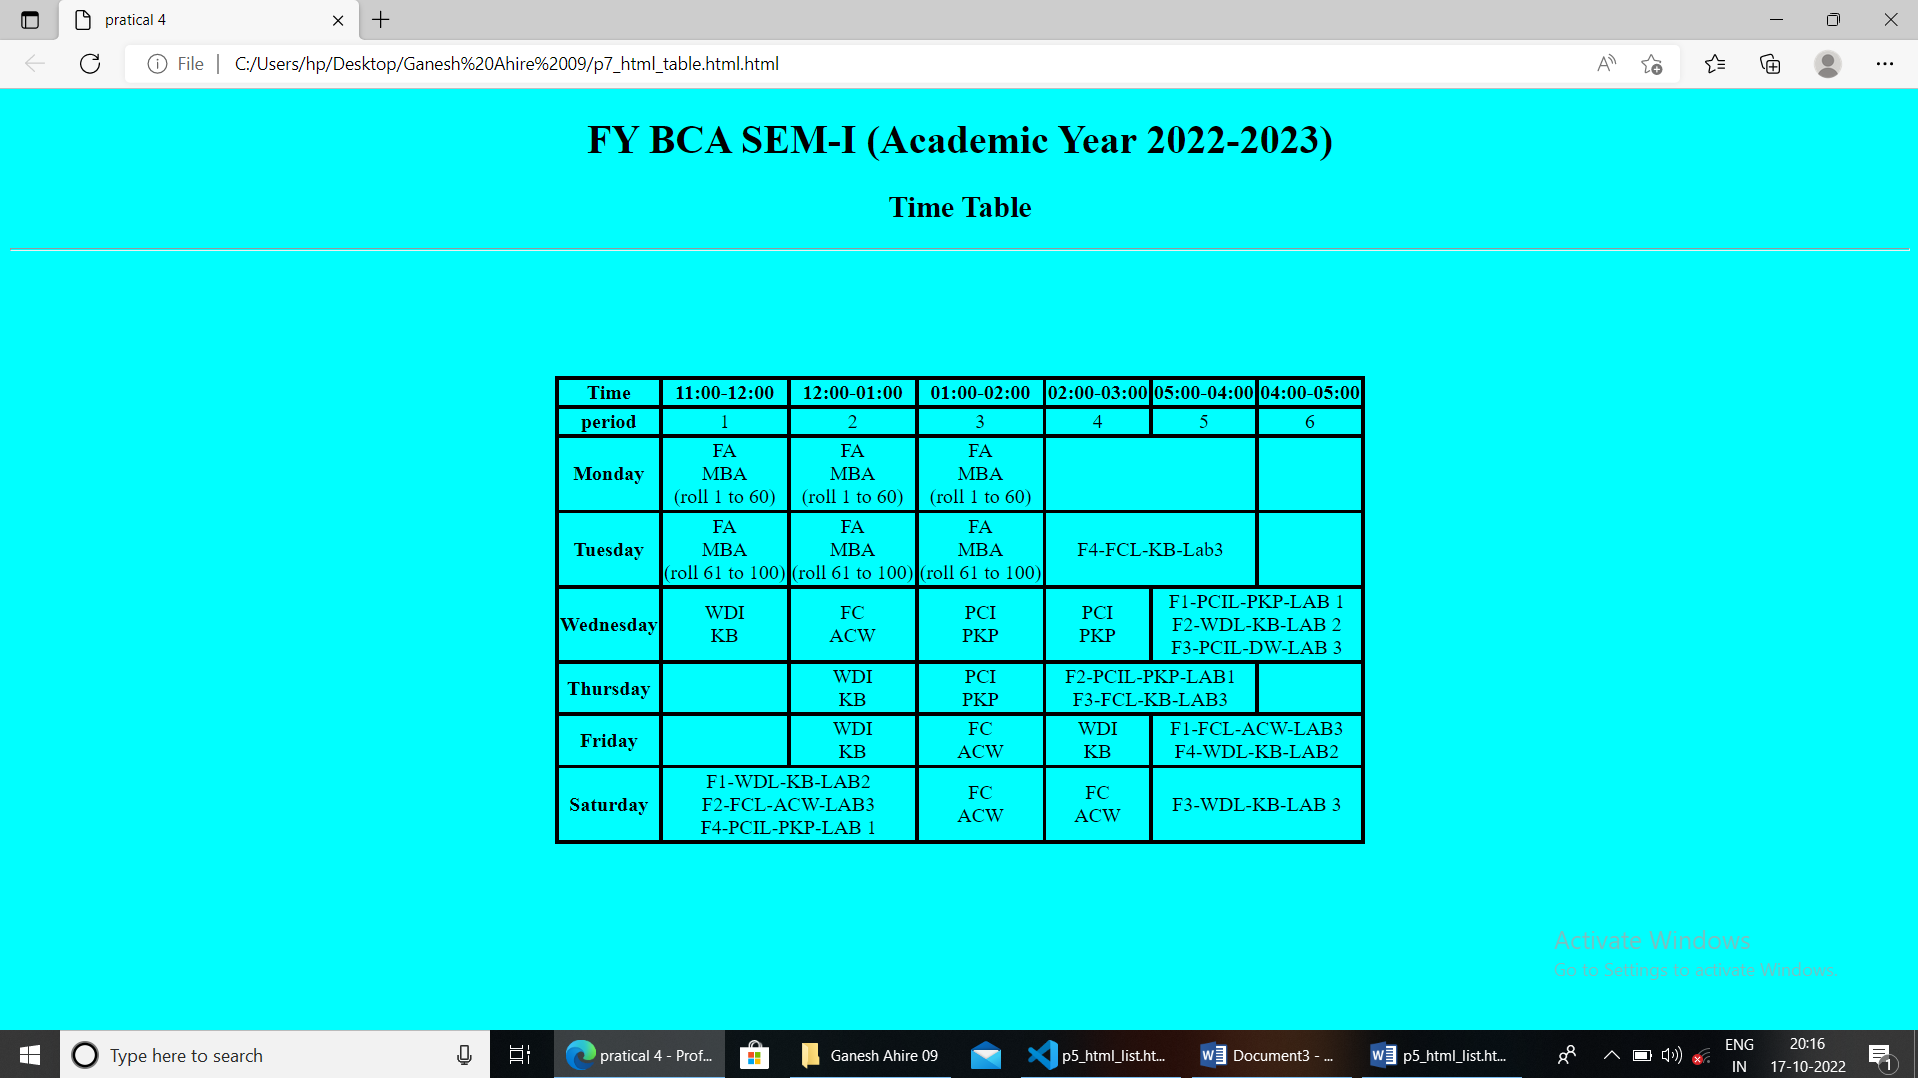 pratical 4
File
C:/Users/hp/Desktop/Ganesh%20Ahire%2009/p7_html_table.html.html
FY BCA SEM-I (Academic Year 2022-2023)
Time Table
Time 11:00-12:00 12:00-01:00 01:00-02:00 02:00-03:00 05:00-04:00 04:00-05:00
period 1 2 3 4 5 6
Monday
FA
MBA
(roll 1 to 60)
FA
MBA
(roll 1 to 60)
FA
MBA
(roll 1 to 60)
Tuesday
FA
MBA
(roll 61 to 100)
FA
MBA
(roll 61 to 100)
FA
MBA
(roll 61 to 100)
F4-FCL-KB-Lab3
Wednesday
WDI
KB
FC
ACW
PCI
PKP
PCI
PKP
F1-PCIL-PKP-LAB 1
F2-WDL-KB-LAB 2
F3-PCIL-DW-LAB 3
Thursday
WDI
KB
PCI
PKP
F2-PCIL-PKP-LAB1
F3-FCL-KB-LAB3
Friday
WDI
KB
FC
ACW
WDI
KB
F1-FCL-ACW-LAB3
F4-WDL-KB-LAB2
Saturday
F1-WDL-KB-LAB2
F2-FCL-ACW-LAB3
F4-PCIL-PKP-LAB 1
FC
ACW
FC
ACW
F3-WDL-KB-LAB 3
Activate Windows
Go to Settings to activate Windows.
Type here to search
pratical 4 - Prof...
Ganesh Ahire 09
p5_html_list.ht...
Document3 - ...
p5_html_list.ht...
ENG
IN
20:16
17-10-2022
1